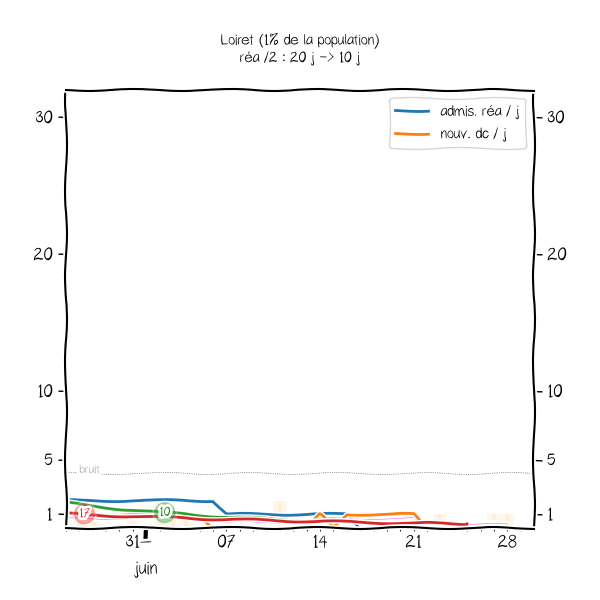 Loiret (1% de la population)
réa /2 : 20 j -> 10 j
admis. réa / j
nouv. dc / j
30
30
20
20
10
10
5
5
bruit
1
1
17
10
31
07
14
21
28
juin